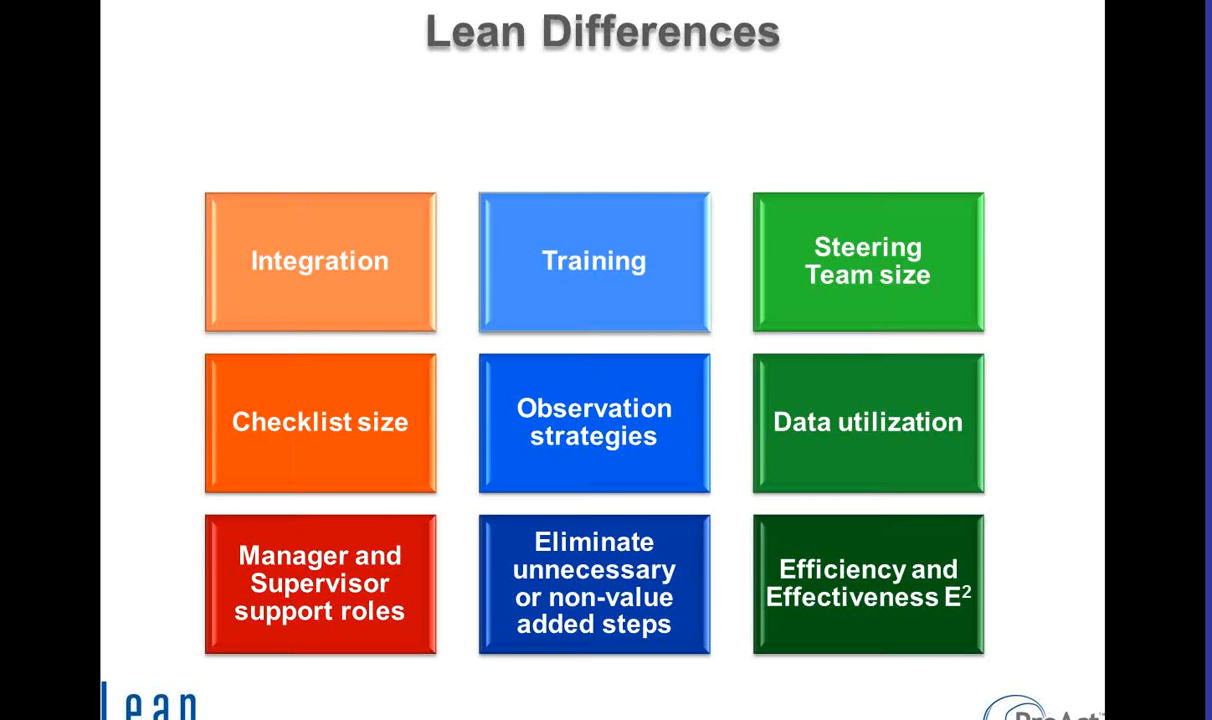 Lean Differences
Integration
Training
Steering
Team size
Checklist size
Observation
strategies
Data utilization
Manager and
Supervisor
support roles
Eliminate
unnecessary
or non-value
added steps
Efficiency and
Effectiveness E²
Lean
ProAct